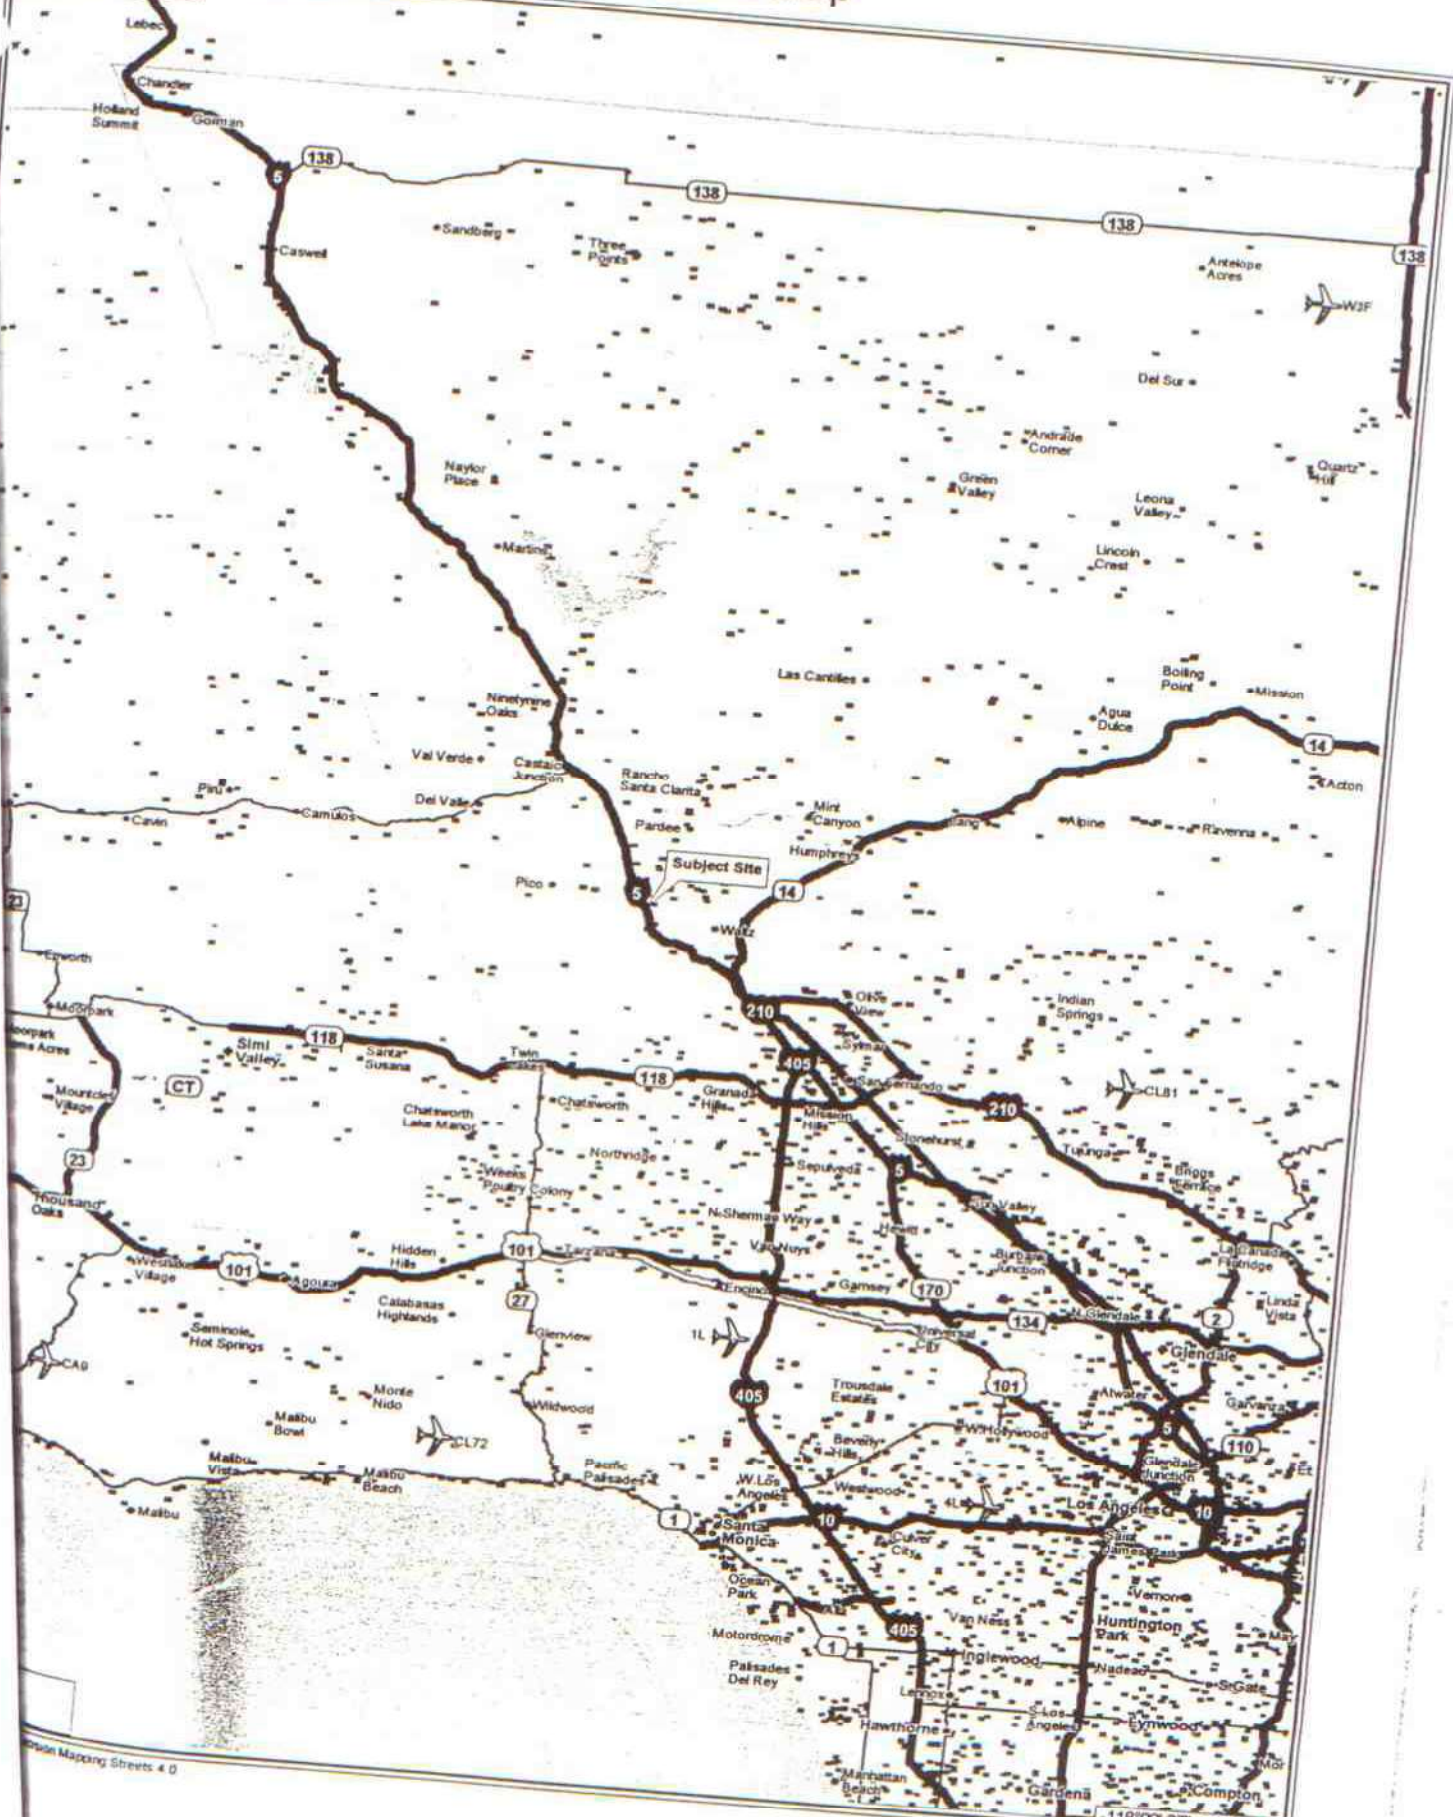 Lebec
Chandler
Holland
Summit
Gorman
138
5
138
138
138
Sandberg
Three
Points
Caswell
Antelope
Acres
W2F
Del Sur
Andrade
Corner
Naylor
Place
Green
Valley
Quartz
Hill
Leona
Valley
Martins
Lincoln
Crest
Las Cantilles
Boiling
Point
Mission
Ninetynine
Oaks
Agua
Dulce
14
Val Verde
Castaic
Junction
Rancho
Santa Clarita
Acton
Piru
Del Valle
Mint
Canyon
Cavin
Camulos
Pardee
Lang
Alpine
Ravenna
Humphreys
Subject Site
Pico
5
14
23
Waltz
Epworth
Olive
View
Indian
Springs
Moorpark
210
118
Simi
Valley
Santa
Susana
Twin
Lakes
Sylmar
405
118
San Fernando
CT
Mountclef
Village
Granada
Hills
CL81
Chatsworth
Chatsworth
Lake Manor
Mission
Hills
210
Stonehurst
Northridge
Tujunga
23
Sepulveda
5
Briggs
Terrace
Weeks
Poultry Colony
Thousand
Oaks
Sun Valley
N Sherman Way
Hewitt
Van Nuys
La Canada
Flintridge
Hidden
Hills
101
Tarzana
Burbank
Junction
Westlake
Village
101
Agoura
Encino
Gamsey
170
27
Linda
Vista
Calabasas
Highlands
134
N Glendale
2
Seminole
Hot Springs
Glenview
1L
Universal
City
Glendale
CA9
Monte
Nido
405
Trousdale
Estates
101
Atwater
Wildwood
Garvanza
Malibu
Bowl
CL72
W Hollywood
5
Beverly
Hills
110
Malibu
Vista
Malibu
Beach
Pacific
Palisades
Glendale
Junction
W Los
Angeles
Westwood
4L
Los Angeles
Malibu
1
Santa
Monica
10
10
Culver
City
Saint
James Park
Ocean
Park
Vernon
Van Ness
Huntington
Park
Motordrome
1
405
Inglewood
Nadeau
Palisades
Del Rey
S Gate
Lennox
S Los
Angeles
Lynwood
Hawthorne
Manhattan
Beach
Gardena
Compton
Mapping Streets 4.0